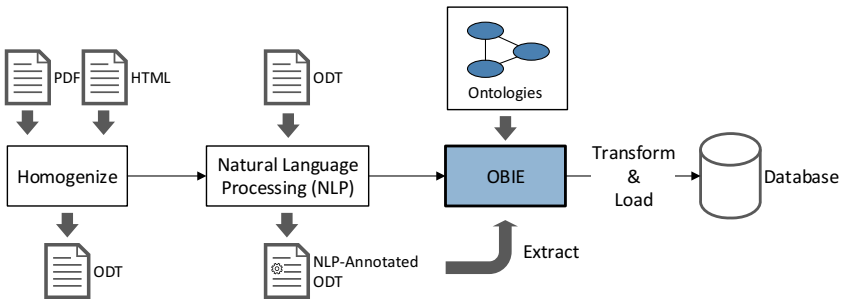 PDF
HTML
ODT
Ontologies
Homogenize
Natural Language
Processing (NLP)
OBIE
Transform
&
Load
Database
ODT
NLP-Annotated
ODT
Extract